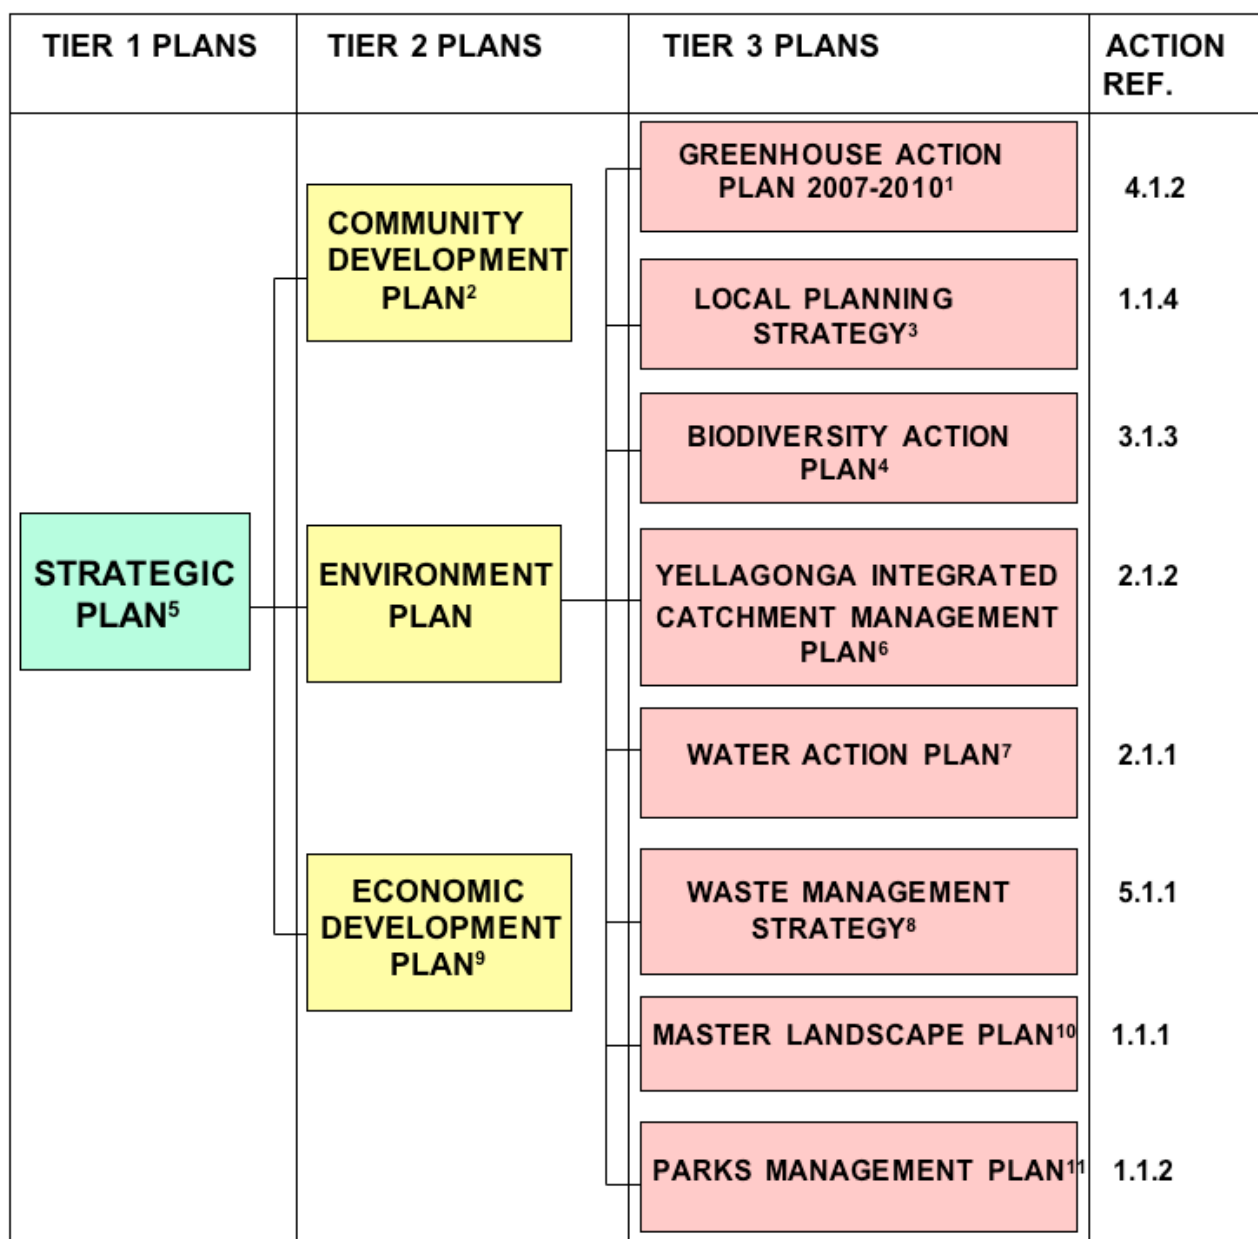 TIER 1 PLANS
TIER 2 PLANS
TIER 3 PLANS
ACTION
REF.
STRATEGIC
PLAN⁵
COMMUNITY
DEVELOPMENT
PLAN²
ENVIRONMENT
PLAN
ECONOMIC
DEVELOPMENT
PLAN⁹
GREENHOUSE ACTION
PLAN 2007-2010¹
4.1.2
LOCAL PLANNING
STRATEGY³
1.1.4
BIODIVERSITY ACTION
PLAN⁴
3.1.3
YELLAGONGA INTEGRATED
CATCHMENT MANAGEMENT
PLAN⁶
2.1.2
WATER ACTION PLAN⁷
2.1.1
WASTE MANAGEMENT
STRATEGY⁸
5.1.1
MASTER LANDSCAPE PLAN¹⁰
1.1.1
PARKS MANAGEMENT PLAN¹¹
1.1.2